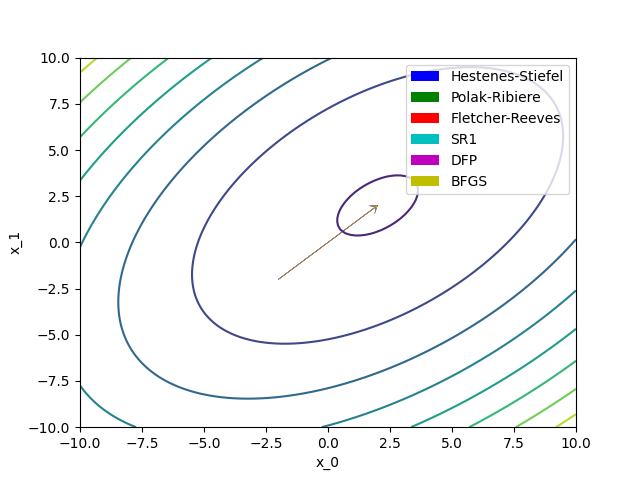 10.0
7.5
5.0
2.5
0.0
−2.5
−5.0
−7.5
−10.0
x_1
Hestenes-Stiefel
Polak-Ribiere
Fletcher-Reeves
SR1
DFP
BFGS
−10.0 −7.5 −5.0 −2.5 0.0 2.5 5.0 7.5 10.0
x_0